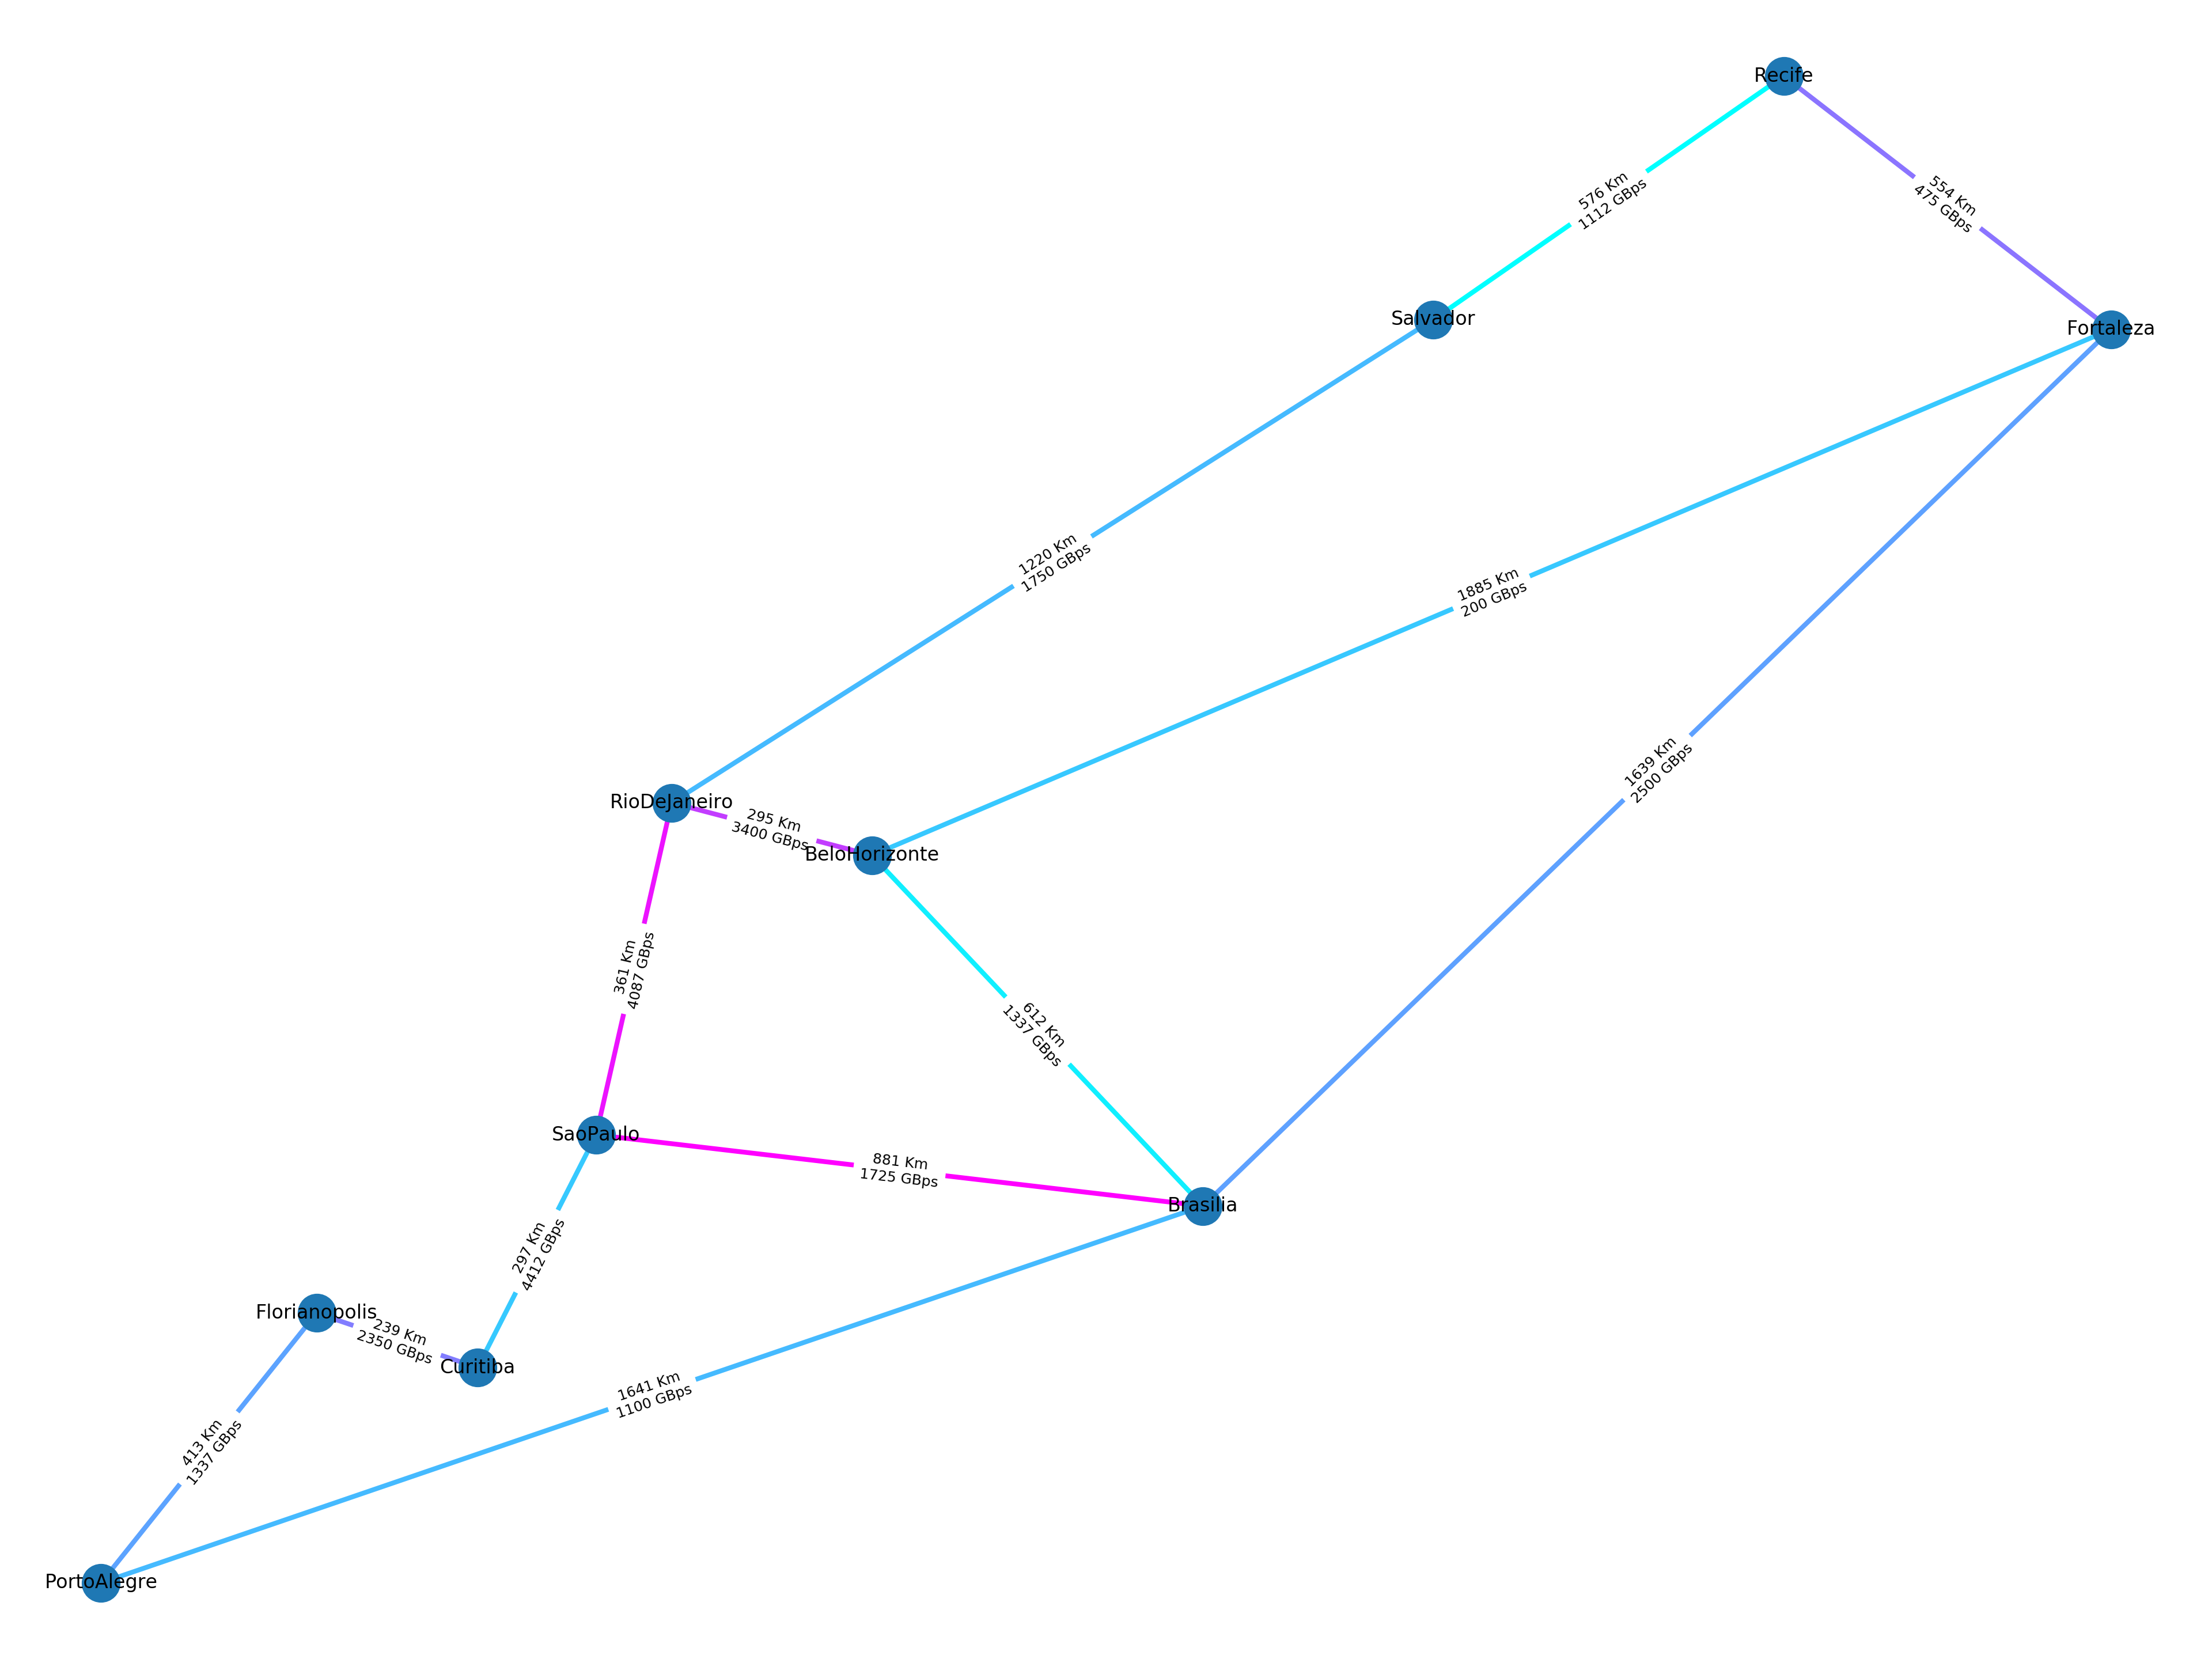 Recife
576 Km
1112 GBps
554 Km
475 GBps
Salvador
Fortaleza
1220 Km
1750 GBps
1885 Km
200 GBps
1639 Km
2500 GBps
RioDeJaneiro
295 Km
3400 GBps
BeloHorizonte
361 Km
4087 GBps
612 Km
1337 GBps
SaoPaulo
881 Km
1725 GBps
Brasilia
297 Km
4412 GBps
Florianopolis
239 Km
2350 GBps
Curitiba
1641 Km
1100 GBps
413 Km
1337 GBps
PortoAlegre